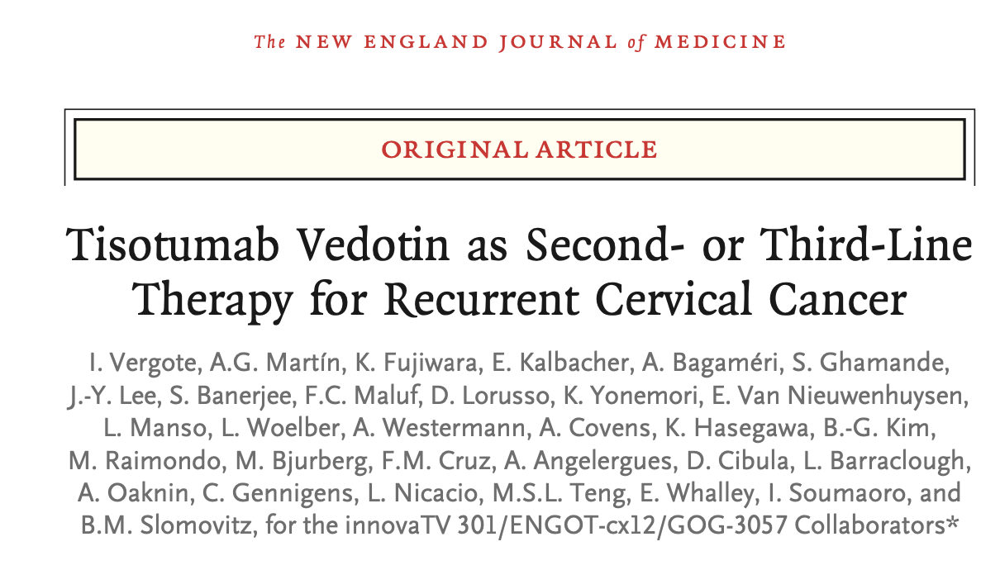 The NEW ENGLAND JOURNAL of MEDICINE
ORIGINAL ARTICLE
Tisotumab Vedotin as Second- or Third-Line
Therapy for Recurrent Cervical Cancer
I. Vergote, A.G. Martín, K. Fujiwara, E. Kalbacher, A. Bagaméri, S. Ghamande,
J.-Y. Lee, S. Banerjee, F.C. Maluf, D. Lorusso, K. Yonemori, E. Van Nieuwenhuysen,
L. Manso, L. Woelber, A. Westermann, A. Covens, K. Hasegawa, B.-G. Kim,
M. Raimondo, M. Bjurberg, F.M. Cruz, A. Angelergues, D. Cibula, L. Barraclough,
A. Oaknin, C. Gennigens, L. Nicacio, M.S.L. Teng, E. Whalley, I. Soumaoro, and
B.M. Slomovitz, for the innovaTV 301/ENGOT-cx12/GOG-3057 Collaborators*